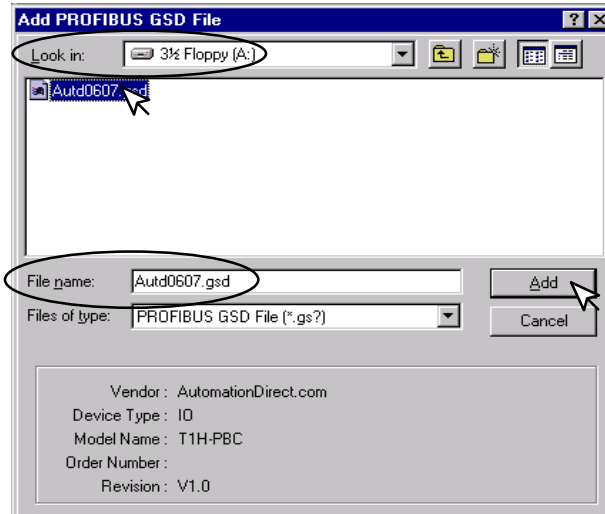 Add PROFIBUS GSD File
Look in: 3½ Floppy (A:)
Autd0607.gsd
File name: Autd0607.gsd
Add
Files of type: PROFIBUS GSD File (*.gs?)
Cancel
Vendor : AutomationDirect.com
Device Type : IO
Model Name : T1H-PBC
Order Number :
Revision : V1.0